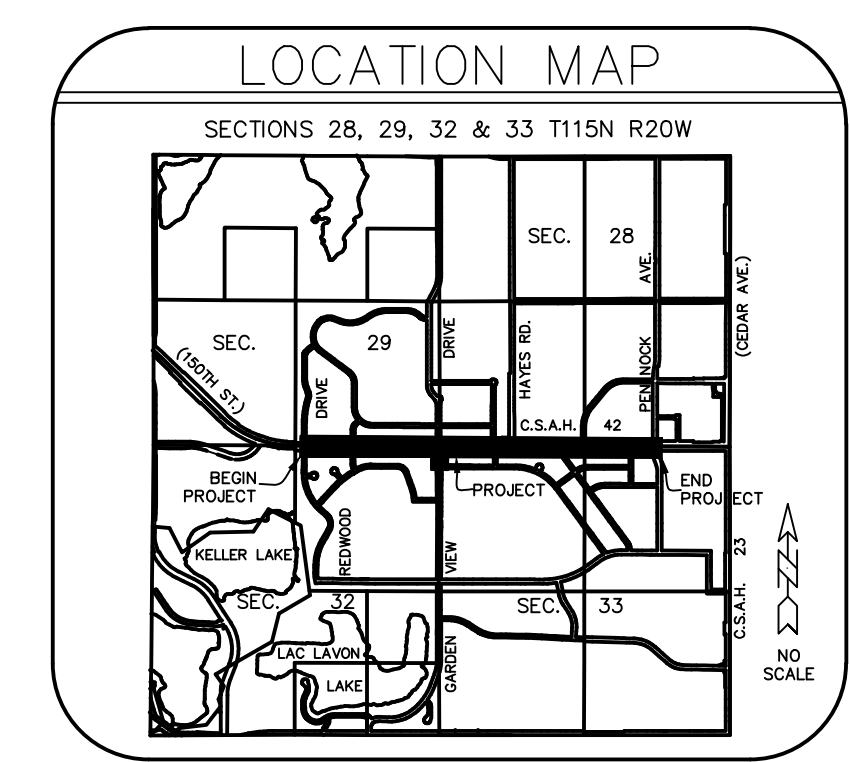 LOCATION MAP
SECTIONS 28, 29, 32 & 33 T115N R20W
SEC. 28
AVE.
(CEDAR AVE.)
SEC. 29
DRIVE
HAYES RD.
PENNOCK
(150TH ST.)
DRIVE
C.S.A.H. 42
BEGIN
PROJECT
PROJECT
END
PROJECT
REDWOOD
VIEW
23
KELLER LAKE
SEC. 32
SEC. 33
C.S.A.H.
LAC LAVON
LAKE
GARDEN
N
NO
SCALE